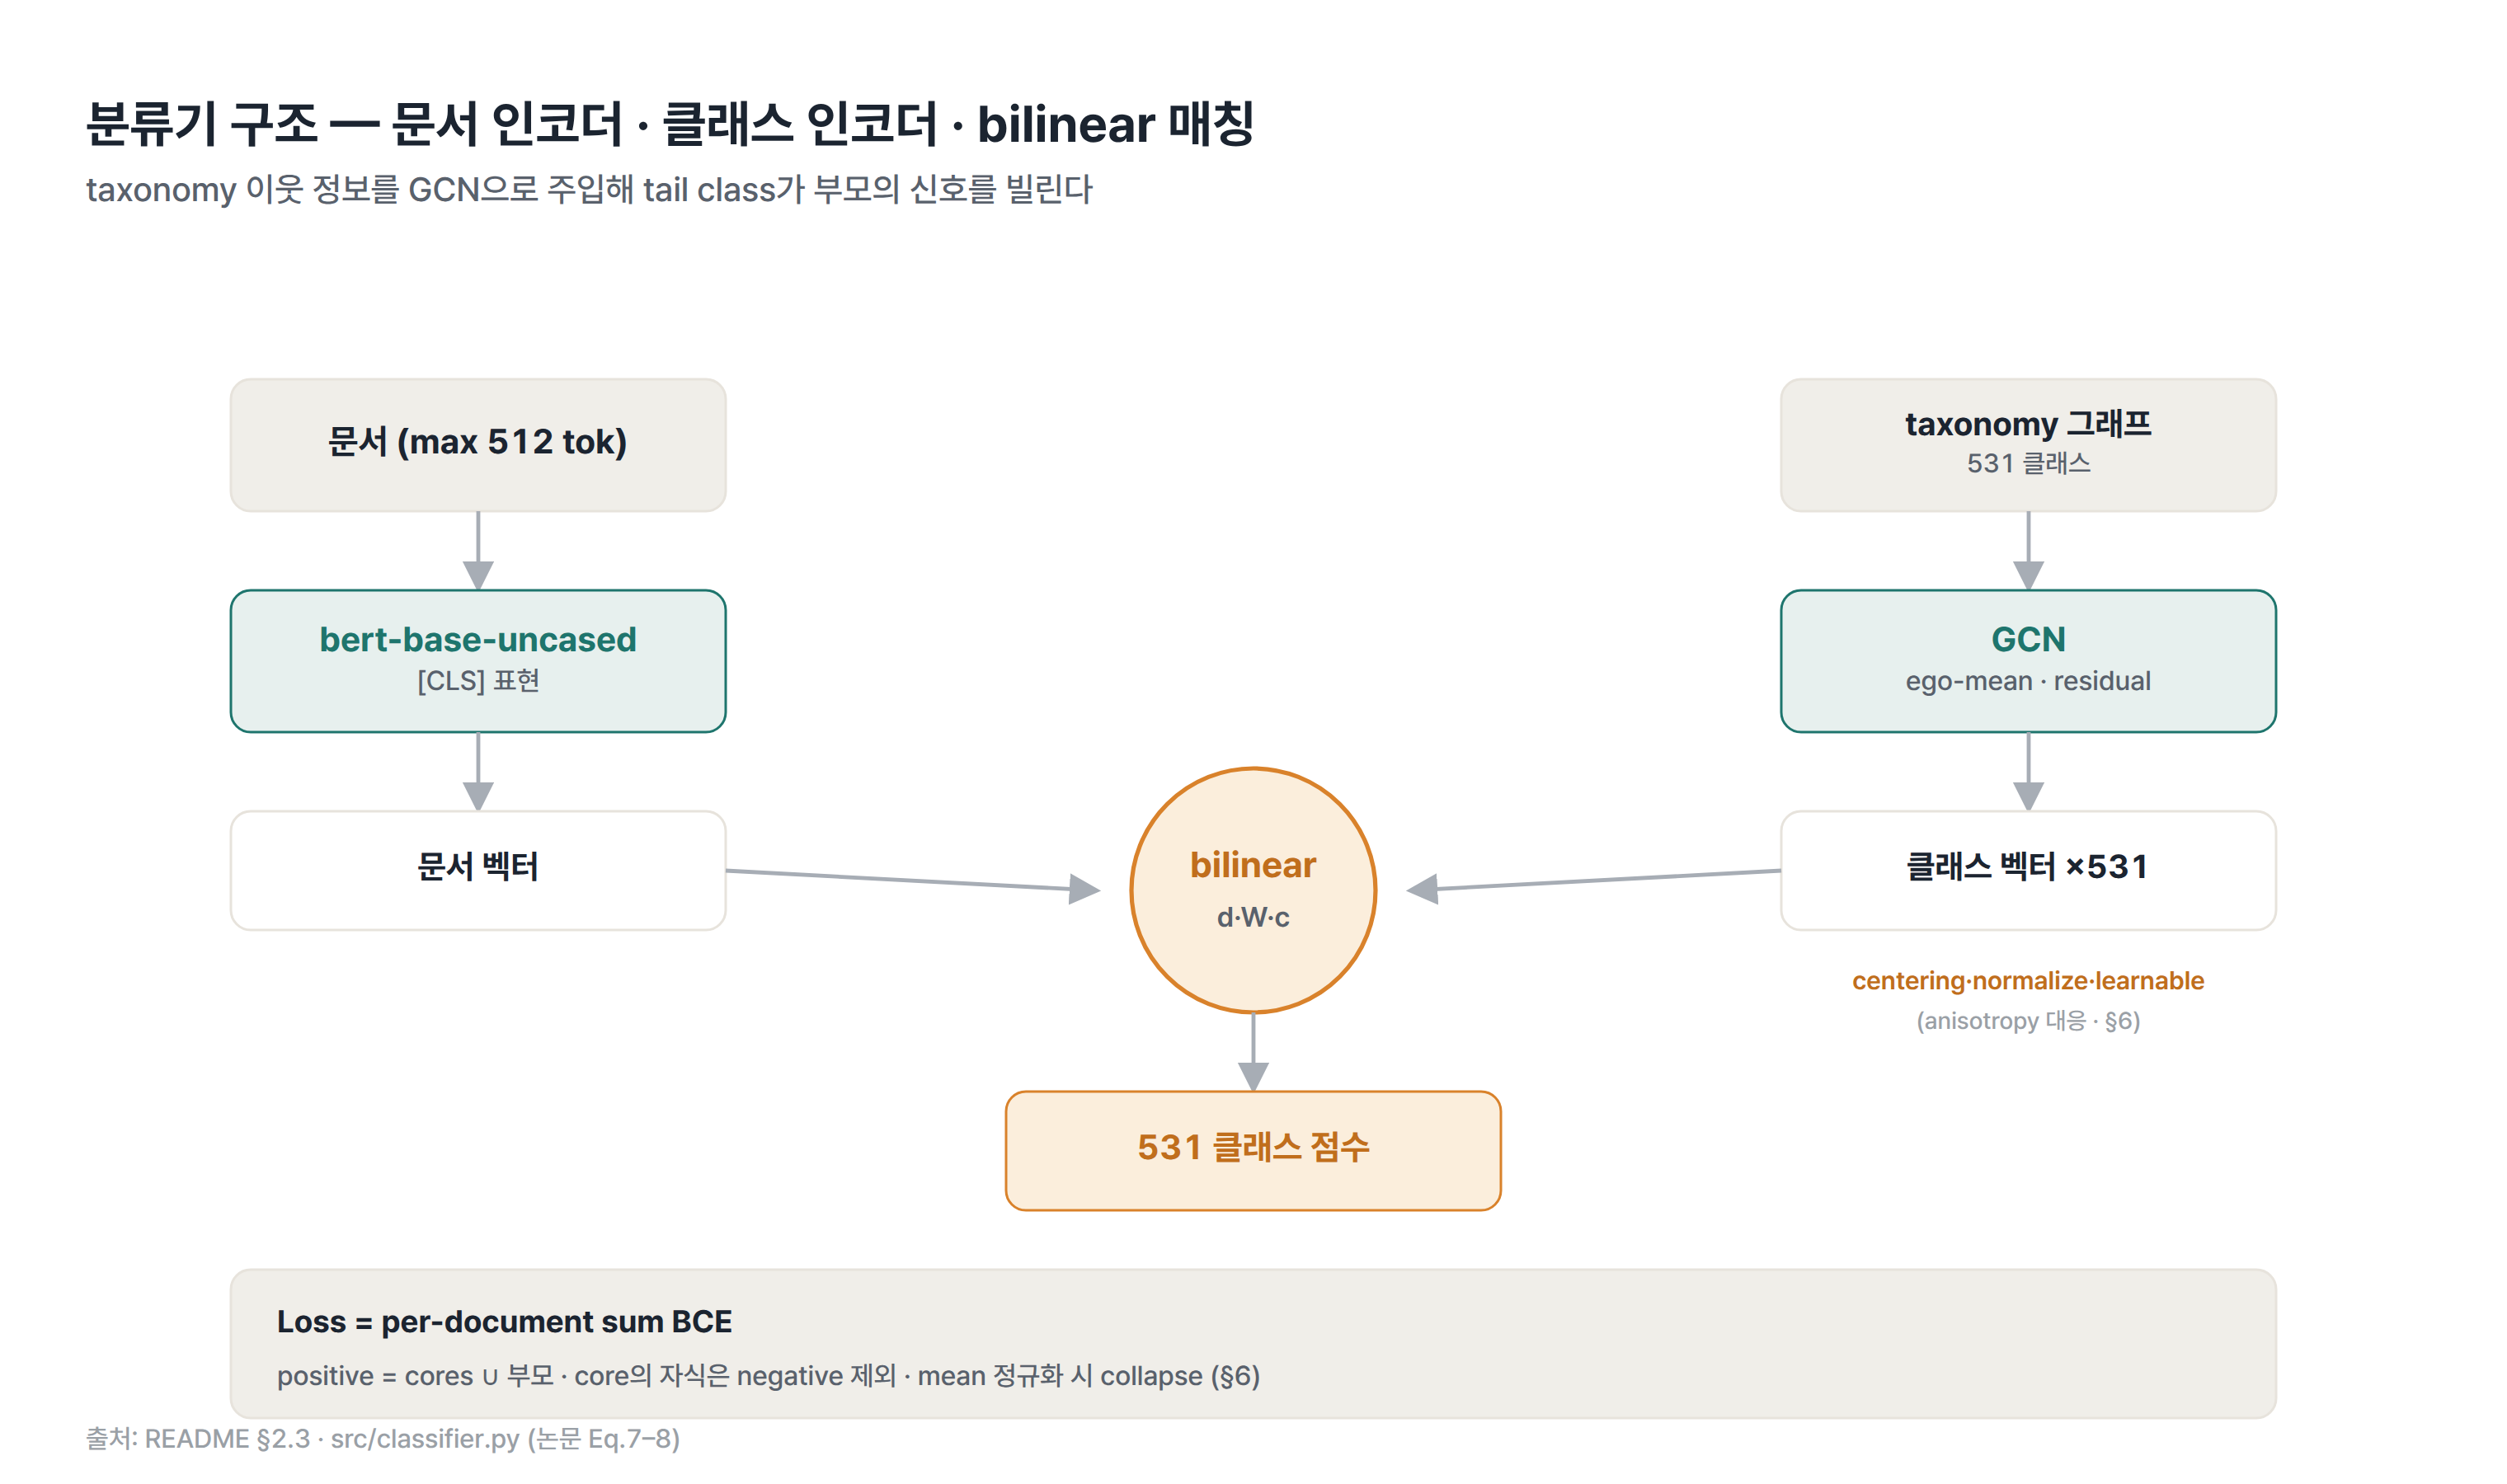 분류기 구조 — 문서 인코더 · 클래스 인코더 · bilinear 매칭
taxonomy 이웃 정보를 GCN으로 주입해 tail class가 부모의 신호를 빌린다
문서 (max 512 tok)
bert-base-uncased
[CLS] 표현
문서 벡터
taxonomy 그래프
531 클래스
GCN
ego-mean · residual
클래스 벡터 ×531
centering·normalize·learnable
(anisotropy 대응 · §6)
bilinear
d·W·c
531 클래스 점수
Loss = per-document sum BCE
positive = cores ∪ 부모 · core의 자식은 negative 제외 · mean 정규화 시 collapse (§6)
출처: README §2.3 · src/classifier.py (논문 Eq.7–8)